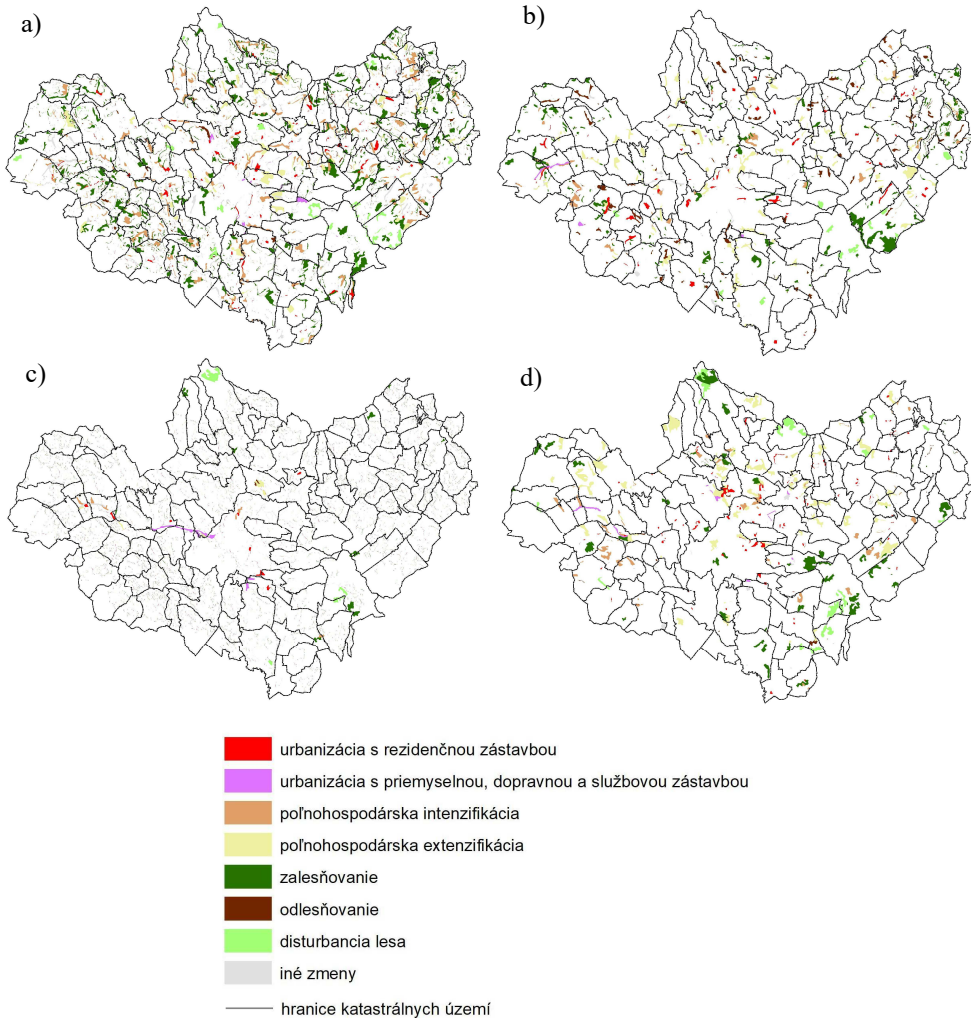 a)
b)
c)
d)
urbanizácia s rezidenčnou zástavbou
urbanizácia s priemyselnou, dopravnou a službovou zástavbou
poľnohospodárska intenzifikácia
poľnohospodárska extenzifikácia
zalesňovanie
odlesňovanie
disturbancia lesa
iné zmeny
hranice katastrálnych území